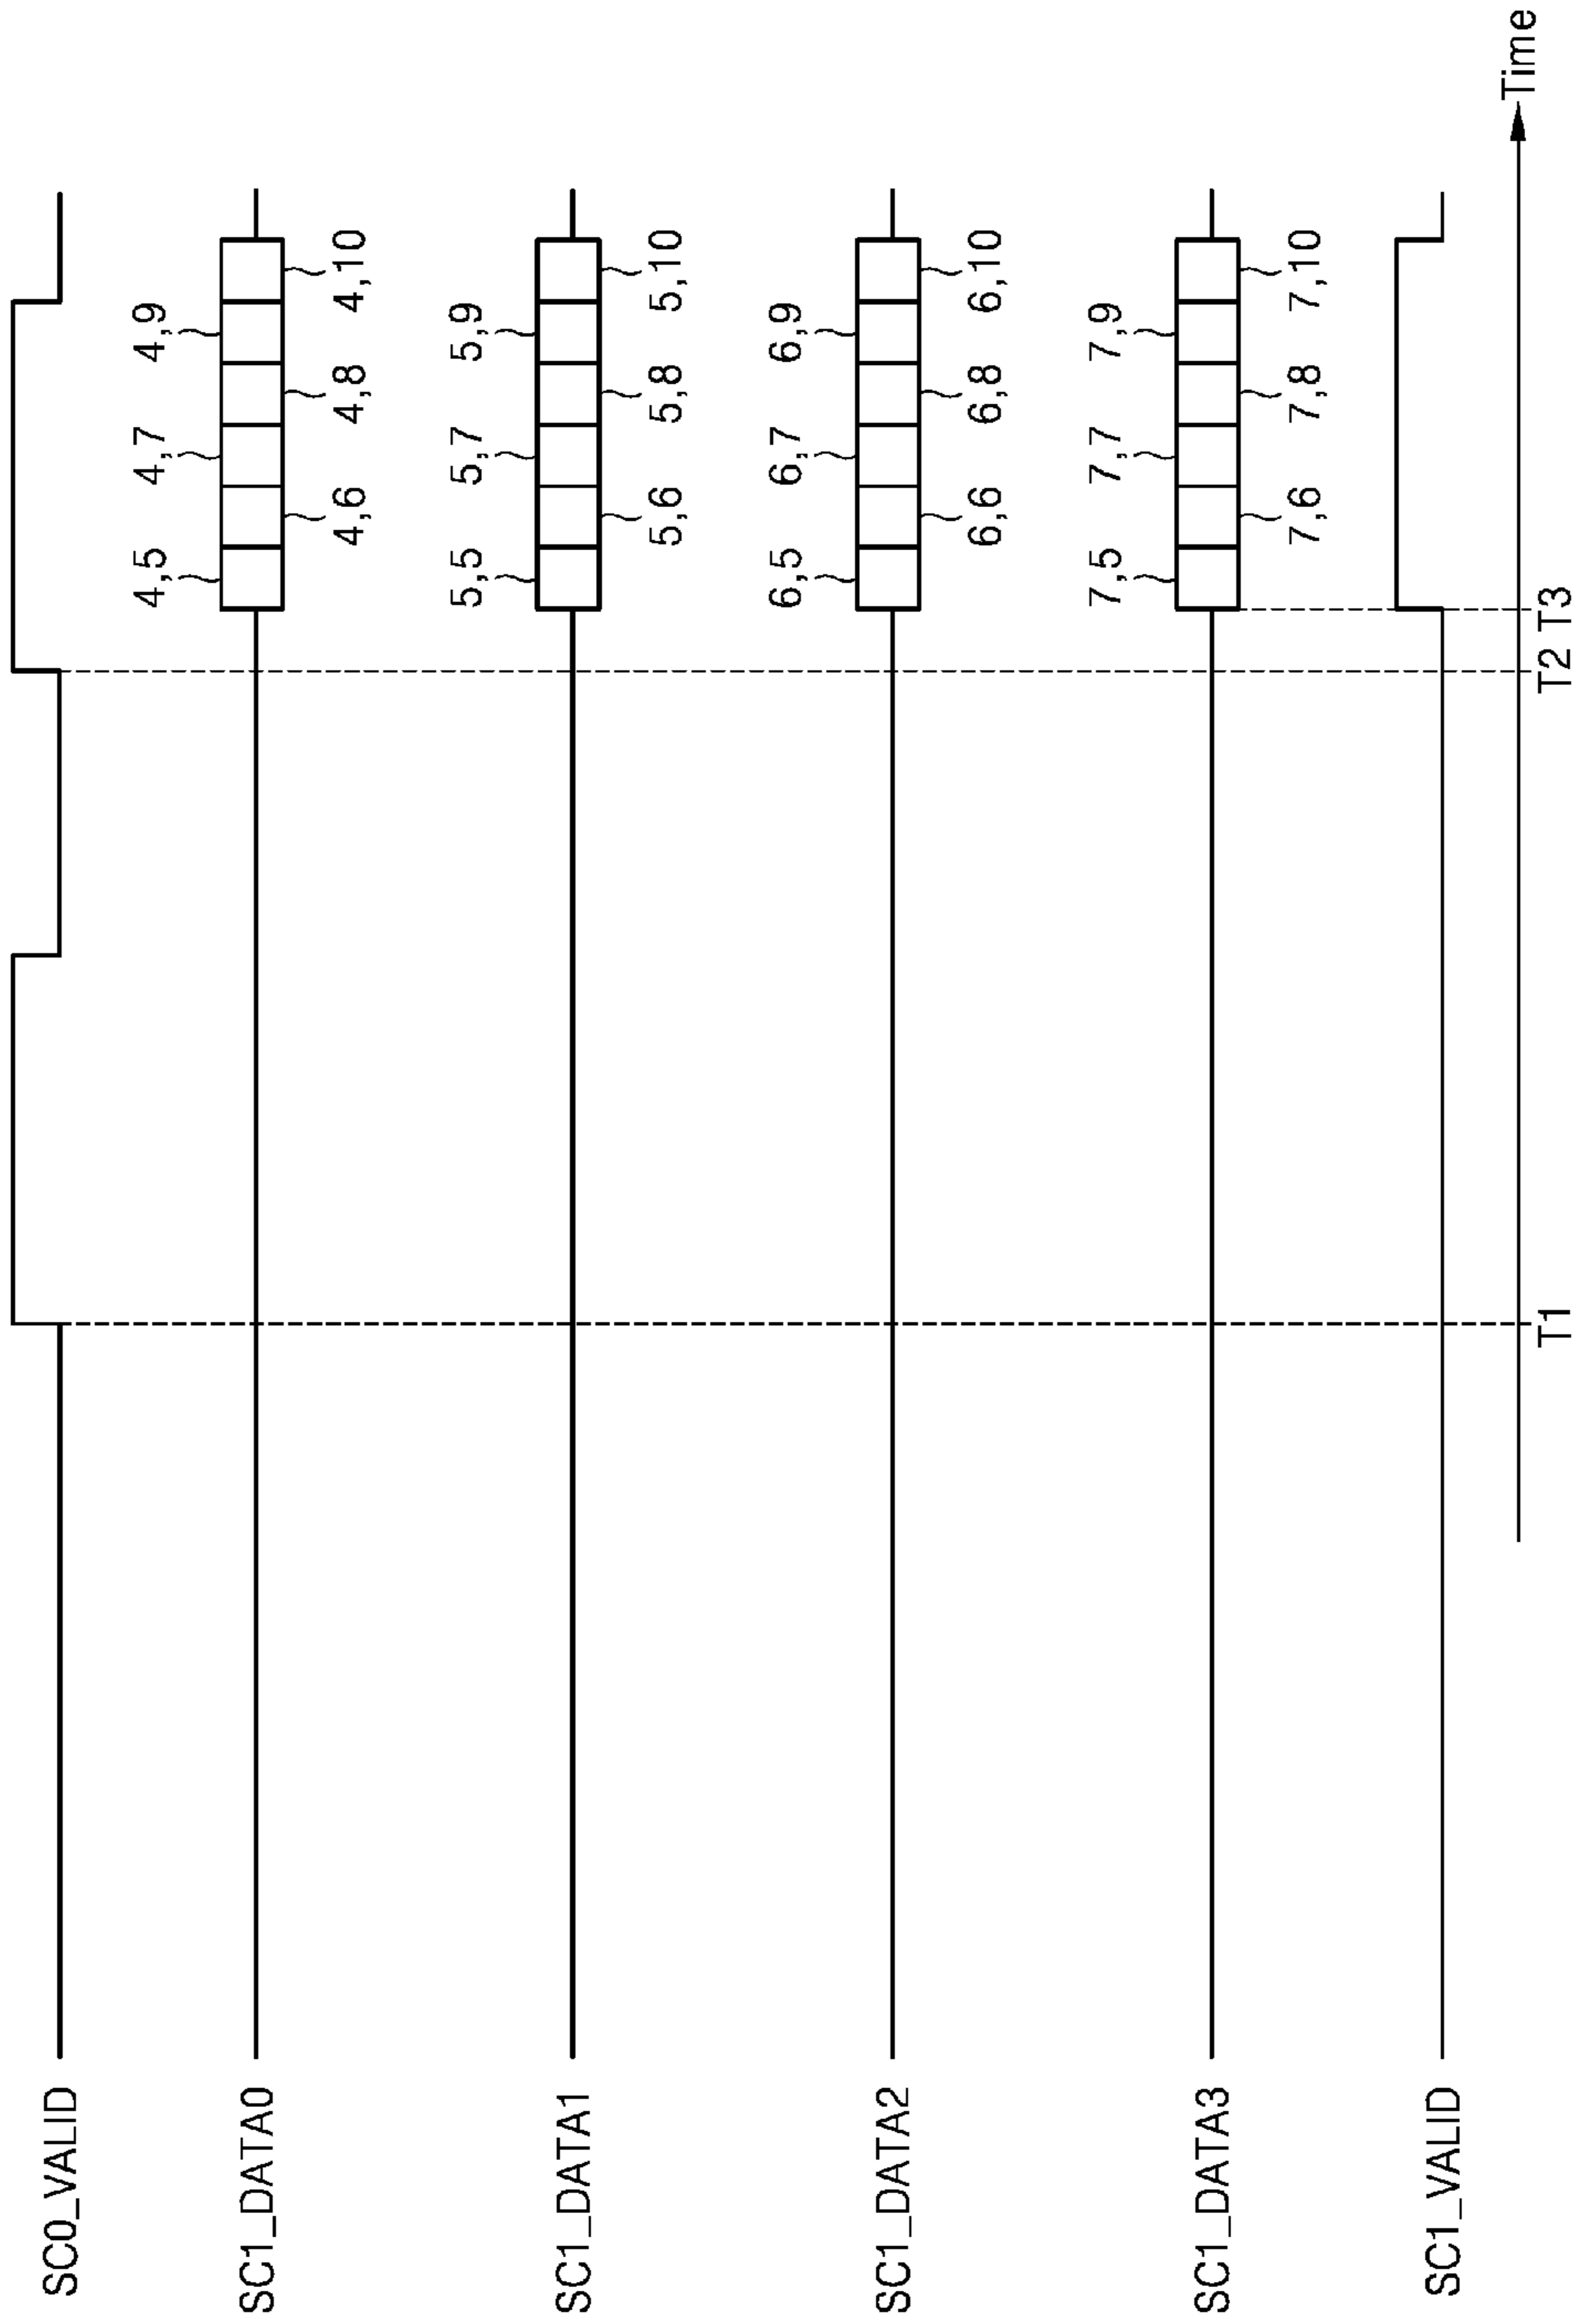 SC0_VALID
SC1_DATA0
4,5 4,7 4,9
4,6 4,8 4,10
SC1_DATA1
5,5 5,7 5,9
5,6 5,8 5,10
SC1_DATA2
6,5 6,7 6,9
6,6 6,8 6,10
SC1_DATA3
7,5 7,7 7,9
7,6 7,8 7,10
SC1_VALID
Time
T1 T2 T3